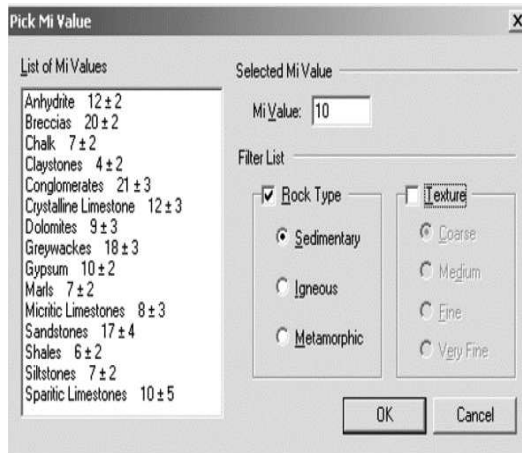 Pick Mi Value
X
List of Mi Values
Anhydrite 12 ± 2
Breccias 20 ± 2
Chalk 7 ± 2
Claystones 4 ± 2
Conglomerates 21 ± 3
Crystalline Limestone 12 ± 3
Dolomites 9 ± 3
Greywackes 18 ± 3
Gypsum 10 ± 2
Marls 7 ± 2
Micritic Limestones 8 ± 3
Sandstones 17 ± 4
Shales 6 ± 2
Siltstones 7 ± 2
Sparitic Limestones 10 ± 5
Selected Mi Value
Mi Value: 10
Filter List
Rock Type
Sedimentary
Igneous
Metamorphic
Texture
Coarse
Medium
Fine
Very Fine
OK
Cancel